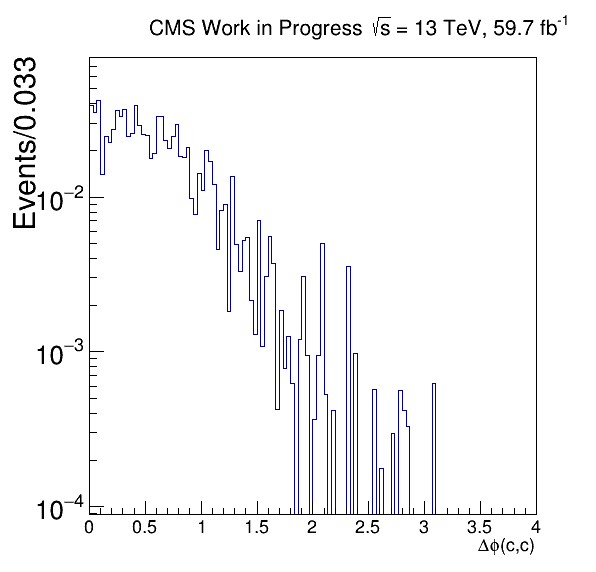 CMS Work in Progress √s = 13 TeV, 59.7 fb⁻¹
Events/0.033
10⁻²
10⁻³
10⁻⁴
0 0.5 1 1.5 2 2.5 3 3.5 4
Δϕ(c,c)